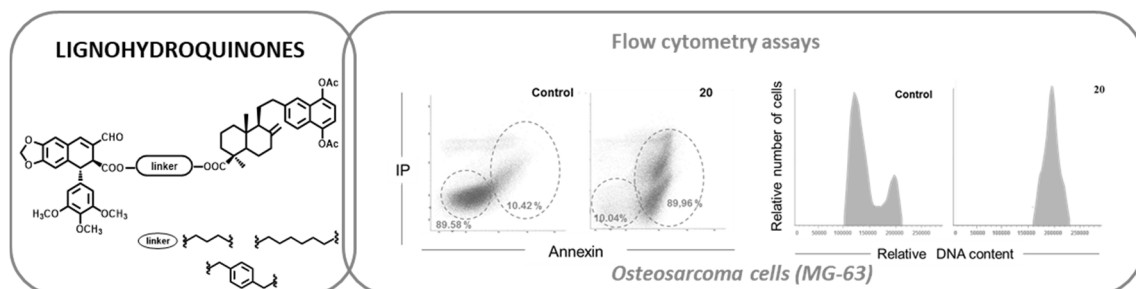 LIGNOHYDROQUINONES
OAc
OAc
CHO
O
O
COO
linker
OOC
H₃CO
OCH₃
OCH₃
linker
Flow cytometry assays
Control
20
IP
89.58 %
10.42 %
10.04%
89,96 %
Annexin
Relative number of cells
Control
20
50000 100000 150000 200000 250000
50000 100000 150000 200000 250000
Relative DNA content
Osteosarcoma cells (MG-63)